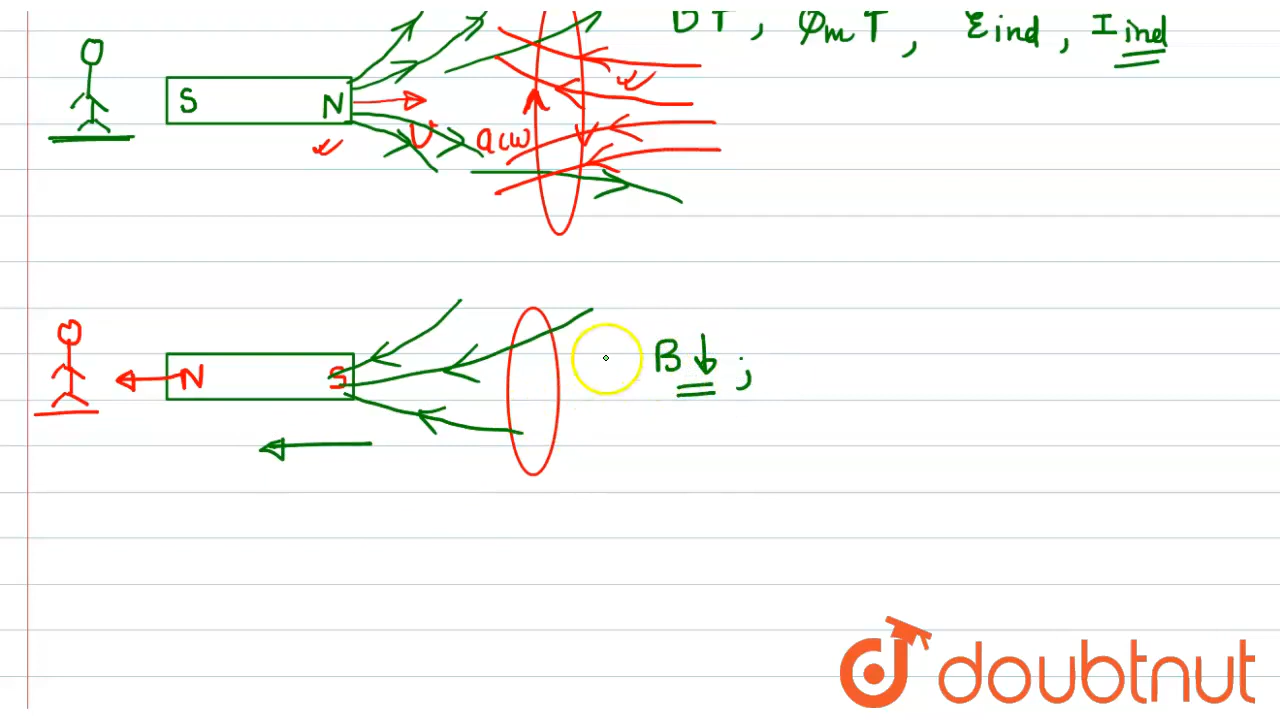 B↑, φm↑, εind, Iind
S N
v acw
N S B↓;
doubtnut